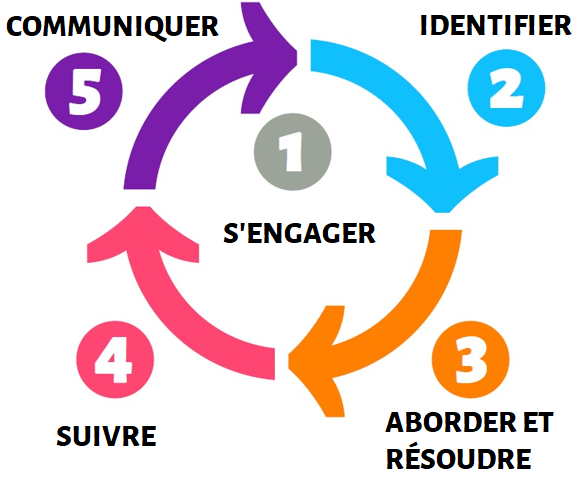 COMMUNIQUER
5
IDENTIFIER
2
1
S'ENGAGER
3
ABORDER ET
RÉSOUDRE
4
SUIVRE